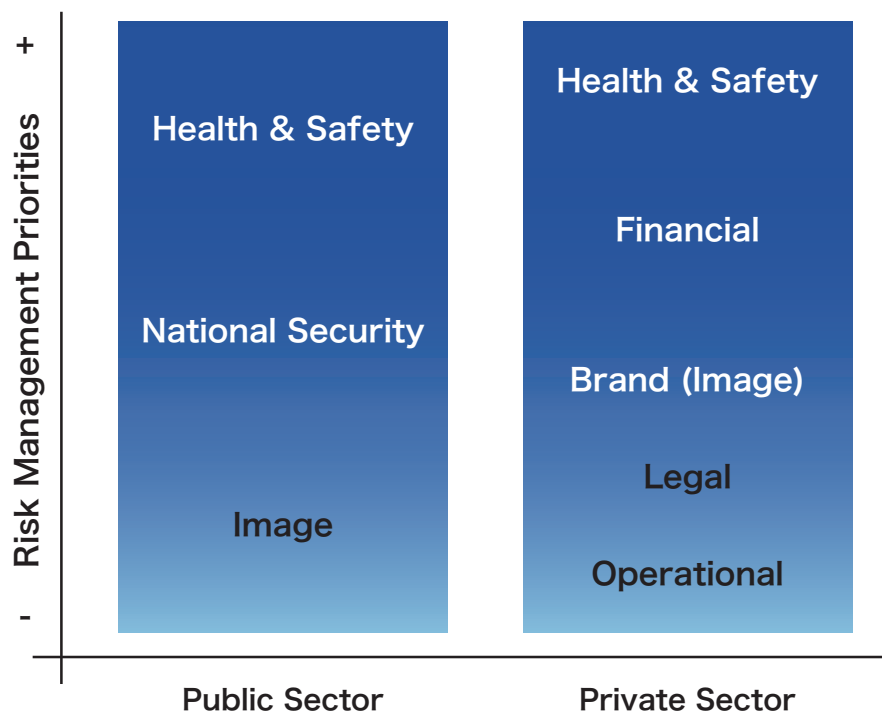 +
Risk Management Priorities
-
Health & Safety
National Security
Image
Health & Safety
Financial
Brand (Image)
Legal
Operational
Public Sector
Private Sector